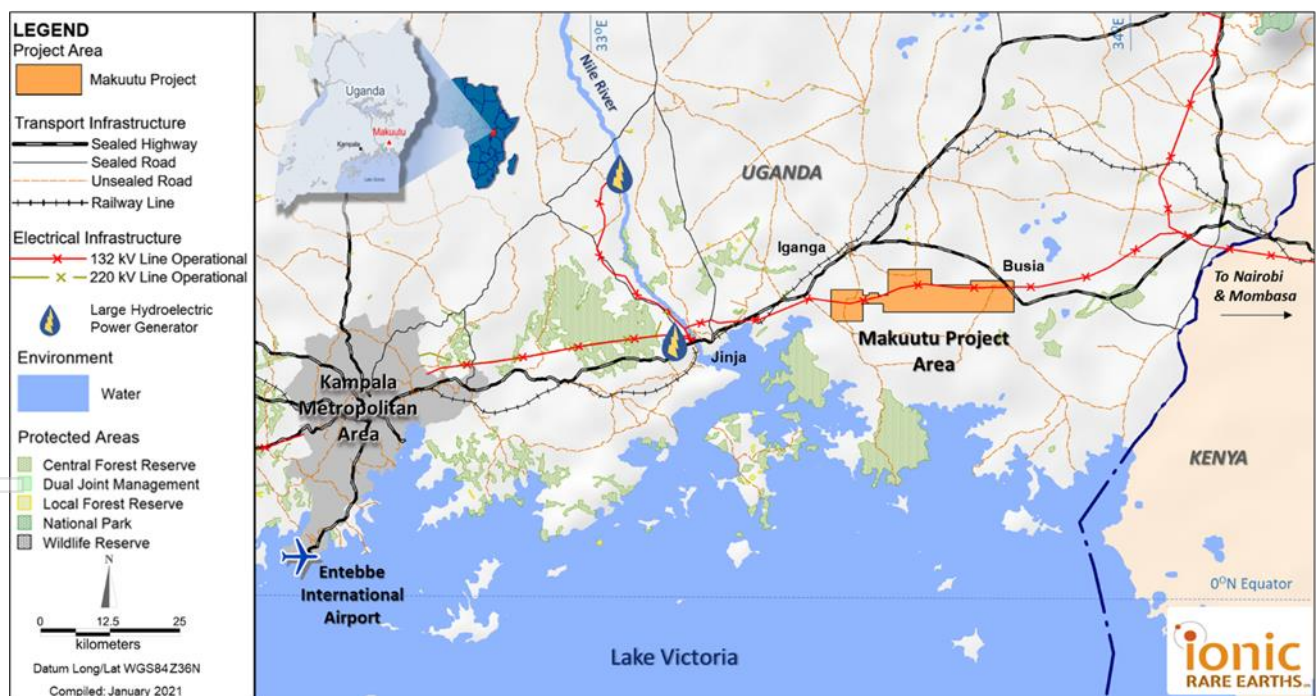 LEGEND
Project Area
Makuutu Project
Transport Infrastructure
Sealed Highway
Sealed Road
Unsealed Road
Railway Line
Electrical Infrastructure
132 kV Line Operational
220 kV Line Operational
Large Hydroelectric
Power Generator
Environment
Water
Protected Areas
Central Forest Reserve
Dual Joint Management
Local Forest Reserve
National Park
Wildlife Reserve
N
0 12.5 25
kilometers
Datum Long/Lat WGS84Z36N
Compiled: January 2021
Uganda
Makuutu
Kampala
33°E
34°E
Nile River
UGANDA
Iganga
Busia
To Nairobi
& Mombasa
Makuutu Project
Area
Jinja
Kampala
Metropolitan
Area
KENYA
Entebbe
International
Airport
0°N Equator
Lake Victoria
ionic
RARE EARTHS